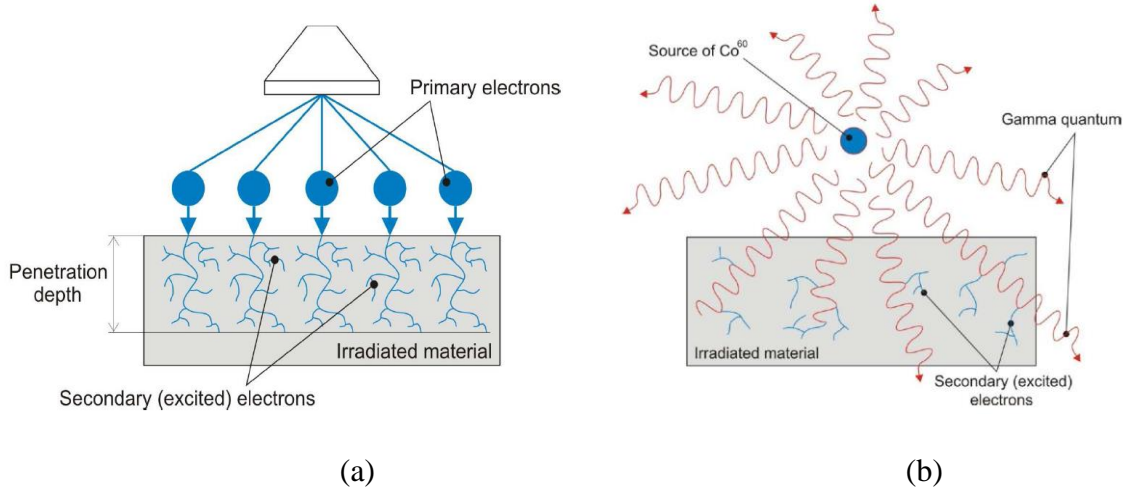 Primary electrons
Penetration
depth
Irradiated material
Secondary (excited) electrons
(a)
Source of Co⁶⁰
Gamma quantum
Irradiated material
Secondary (excited)
electrons
(b)